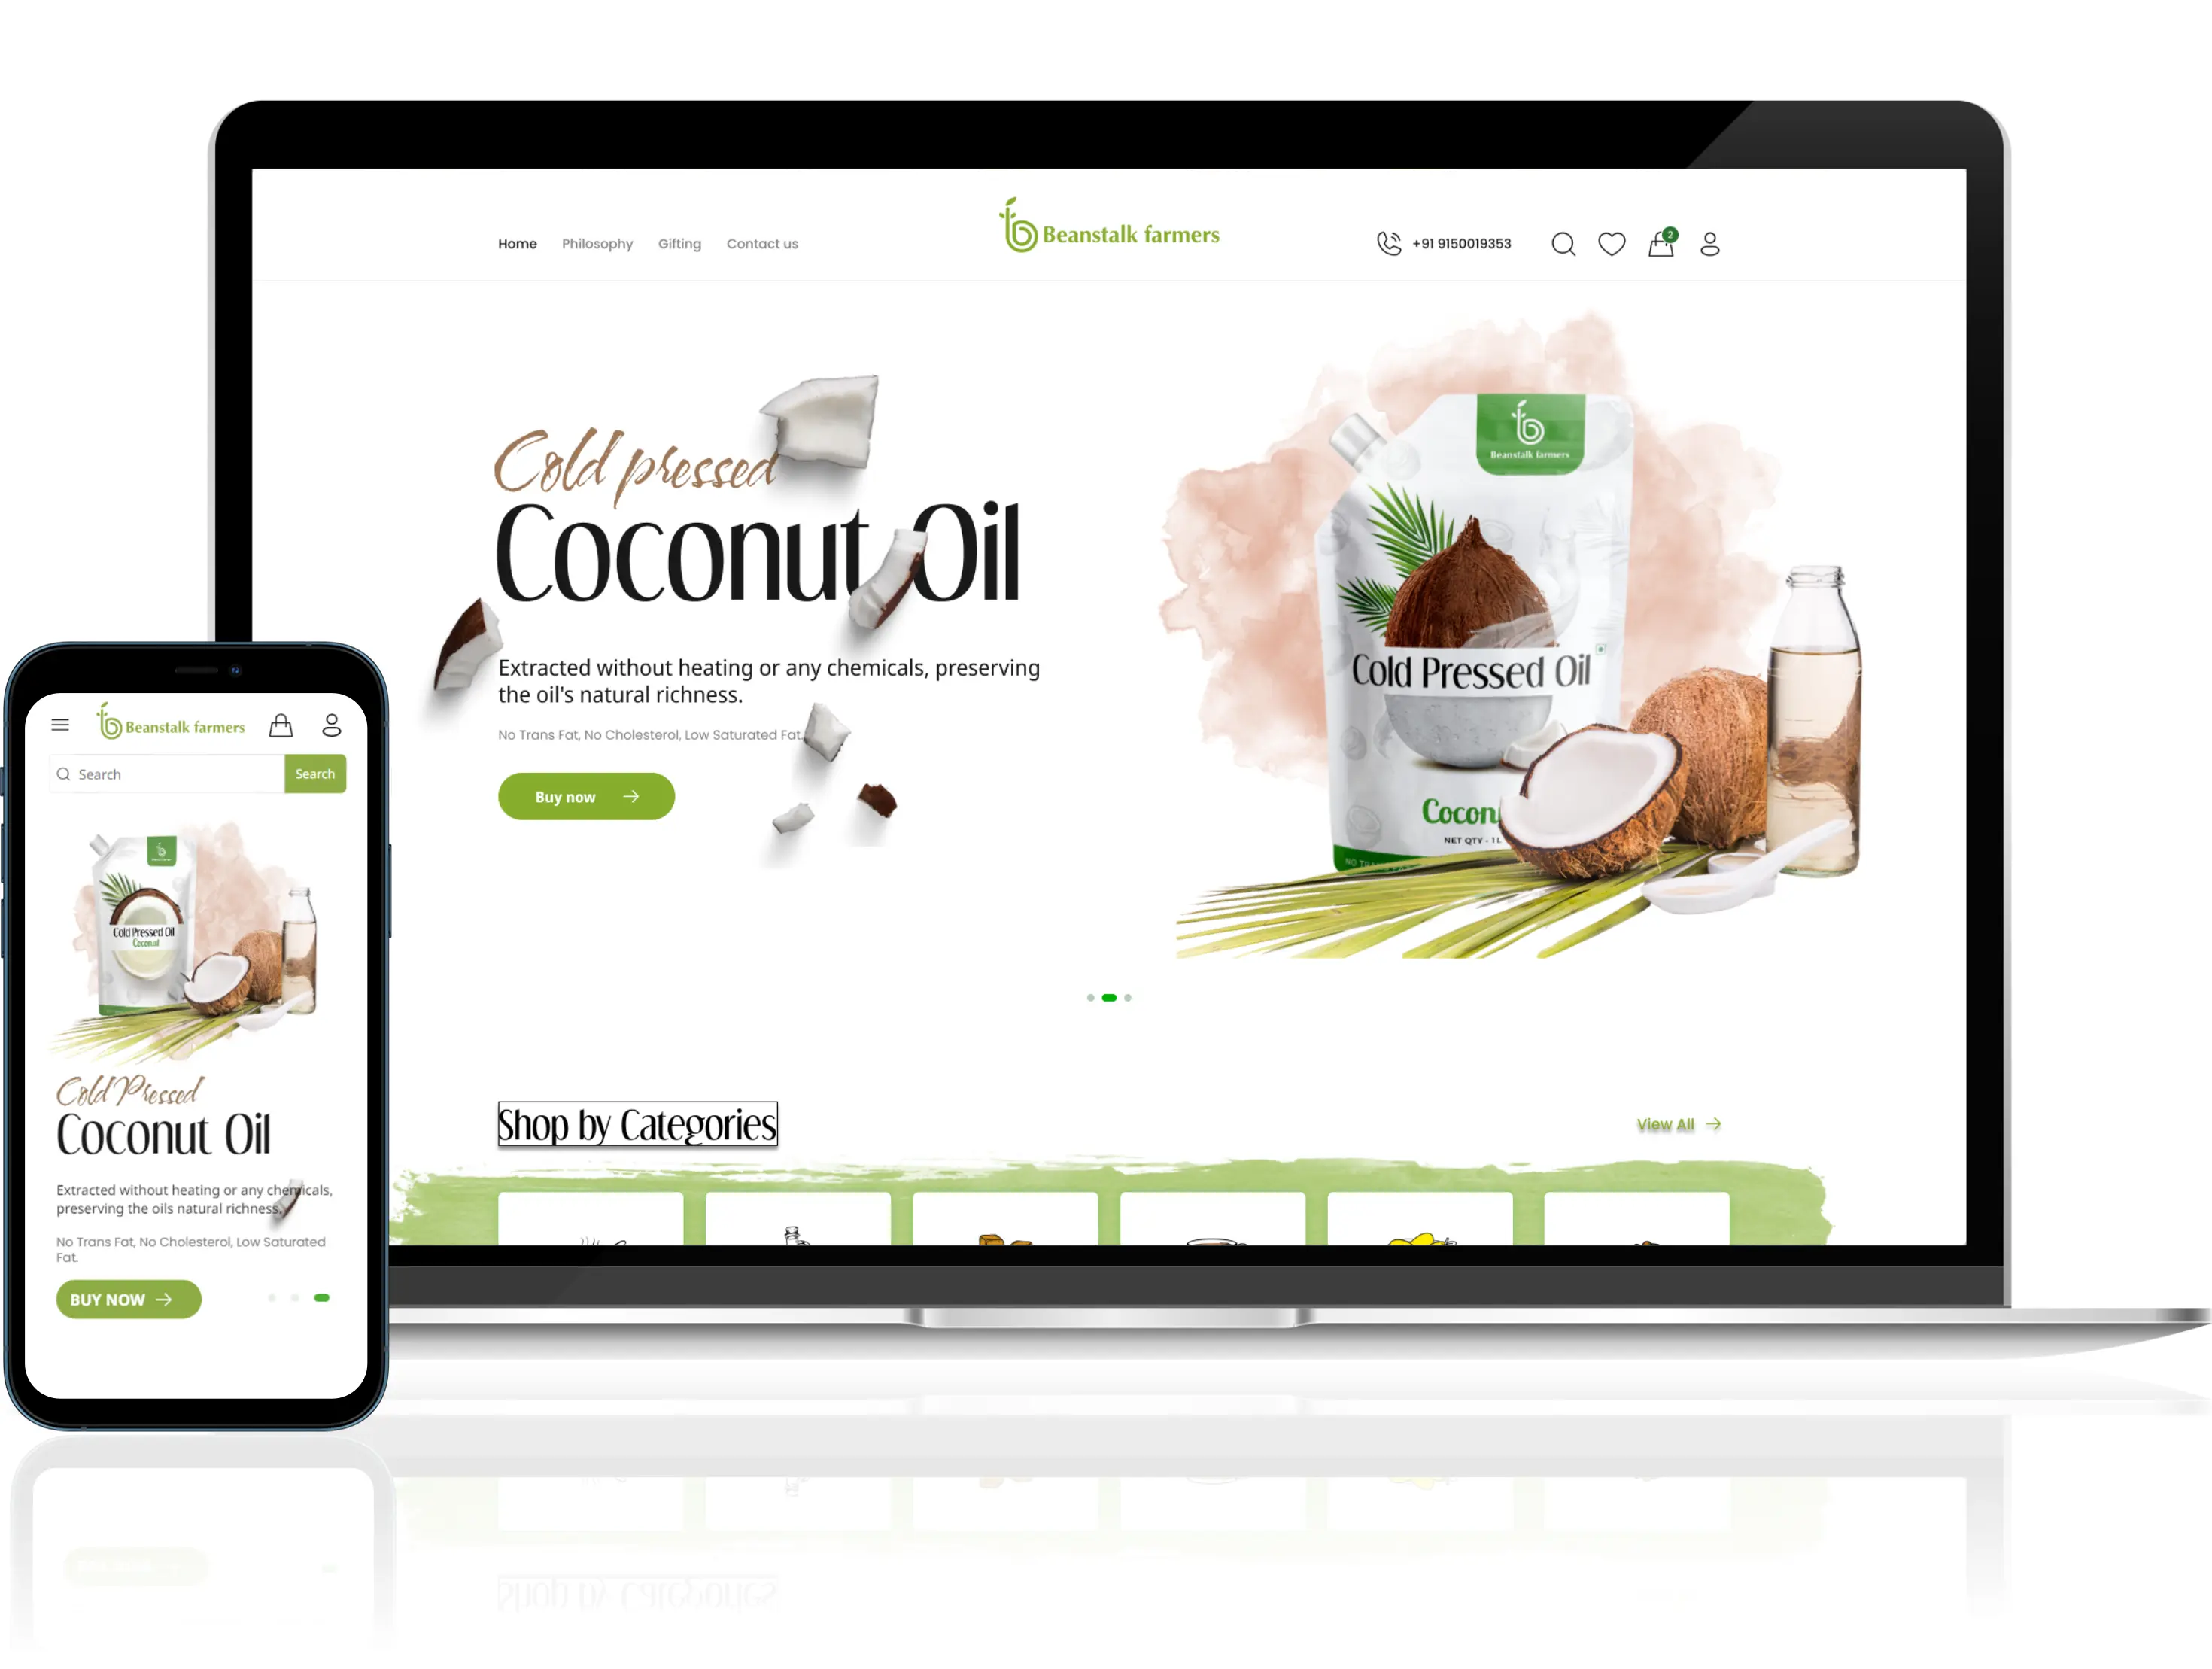 Home Philosophy Gifting Contact us
Beanstalk farmers
+91 9150019353
2
Cold pressed
Coconut Oil
Extracted without heating or any chemicals, preserving
the oil's natural richness.
No Trans Fat, No Cholesterol, Low Saturated Fat.
Buy now
Beanstalk farmers
Cold Pressed Oil
Cocon
NET QTY - 1L
Shop by Categories
View All
Beanstalk farmers
Search
Search
Cold Pressed Oil
Coconut
Cold Pressed
Coconut Oil
Extracted without heating or any chemicals,
preserving the oils natural richness.
No Trans Fat, No Cholesterol, Low Saturated
Fat.
BUY NOW